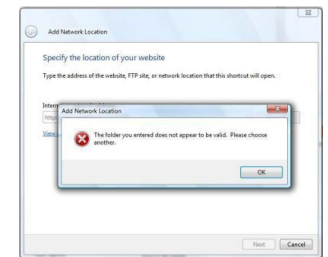 Add Network Location
Specify the location of your website
Type the address of the website, FTP site, or network location that this shortcut will open.
Add Network Location
The folder you entered does not appear to be valid. Please choose
another.
OK
Next
Cancel